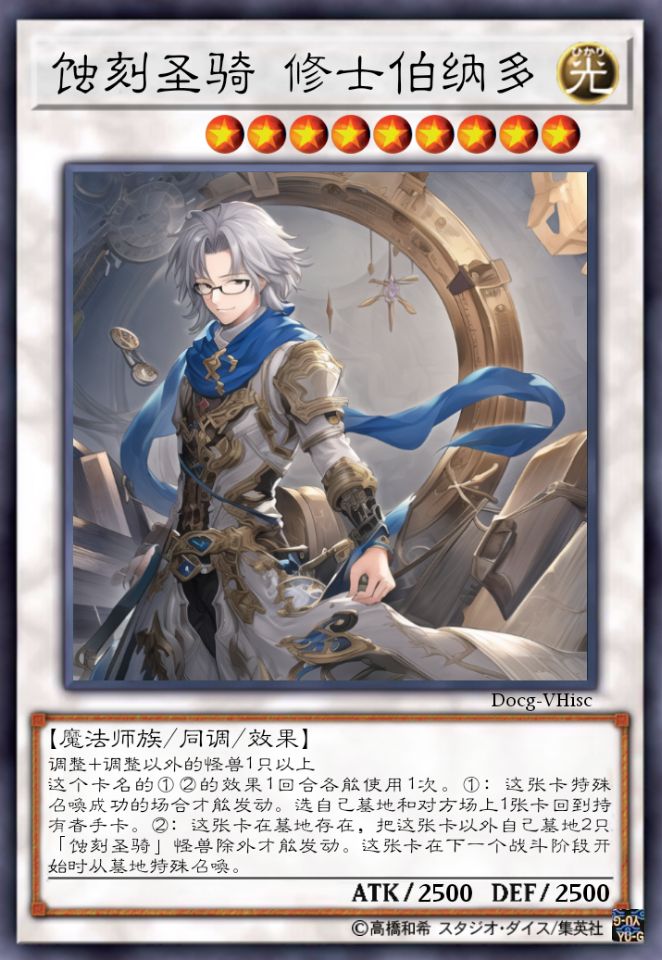 蚀刻圣骑 修士伯纳多
ひかり
光
Docg-VHisc
【魔法师族/同调/效果】
调整+调整以外的怪兽1只以上
这个卡名的①②的效果1回合各能使用1次。①：这张卡特殊
召唤成功的场合才能发动。选自己墓地和对方场上1张卡回到持
有者手卡。②：这张卡在墓地存在，把这张卡以外自己墓地2只
「蚀刻圣骑」怪兽除外才能发动。这张卡在下一个战斗阶段开
始时从墓地特殊召唤。
ATK/2500 DEF/2500
©高橋和希 スタジオ・ダイス/集英社